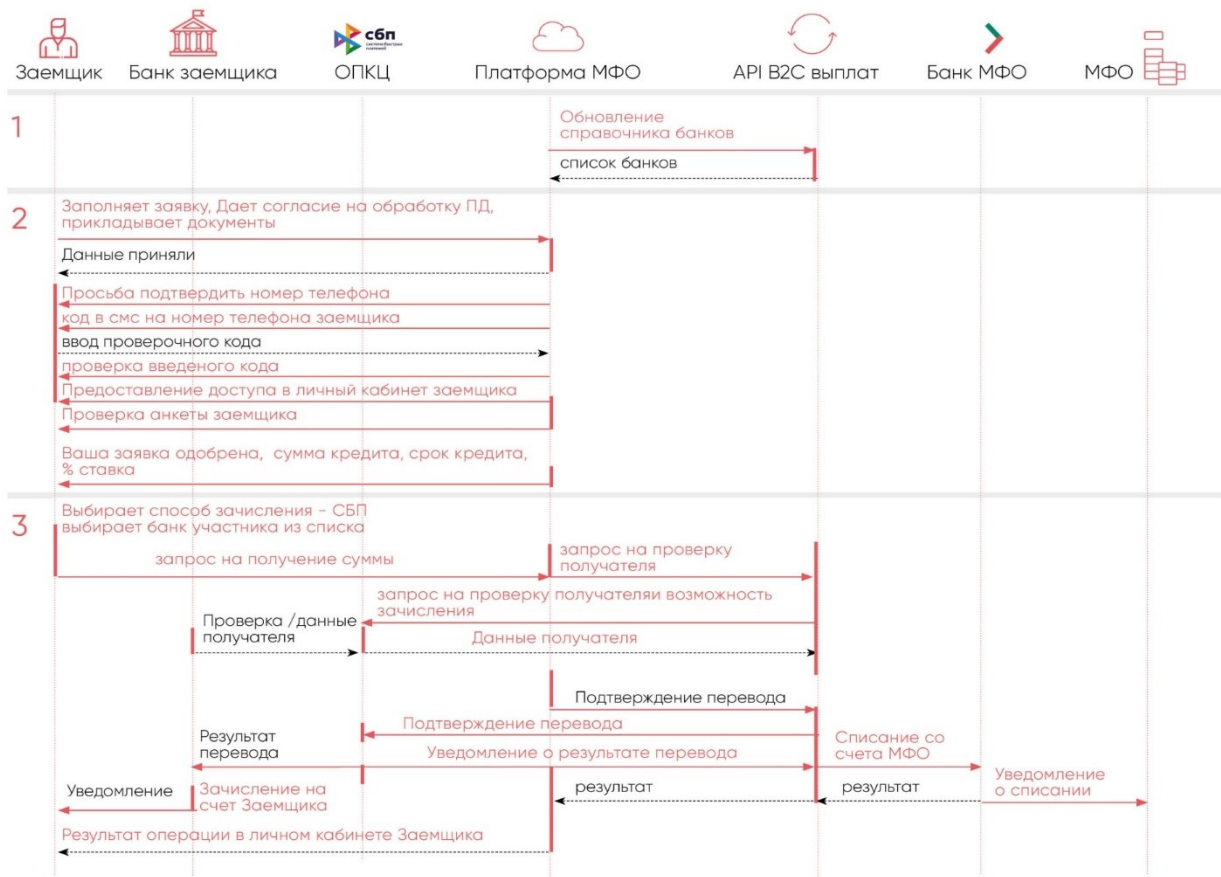 сбп
система быстрых
платежей
Заемщик
Банк заемщика
ОПКЦ
Платформа МФО
API B2C выплат
Банк МФО
МФО
1
Обновление
справочника банков
список банков
2
Заполняет заявку, Дает согласие на обработку ПД,
прикладывает документы
Данные приняли
Просьба подтвердить номер телефона
код в смс на номер телефона заемщика
ввод проверочного кода
проверка введеного кода
Предоставление доступа в личный кабинет заемщика
Проверка анкеты заемщика
Ваша заявка одобрена, сумма кредита, срок кредита,
% ставка
3
Выбирает способ зачисления - СБП
выбирает банк участника из списка
запрос на получение суммы
запрос на проверку
получателя
запрос на проверку получателяи возможность
зачисления
Проверка /данные
получателя
Данные получателя
Подтверждение перевода
Подтверждение перевода
Результат
перевода
Уведомление о результате перевода
Списание со
счета МФО
Уведомление
Зачисление на
счет Заемщика
результат
результат
Уведомление
о списании
Результат операции в личном кабинете Заемщика